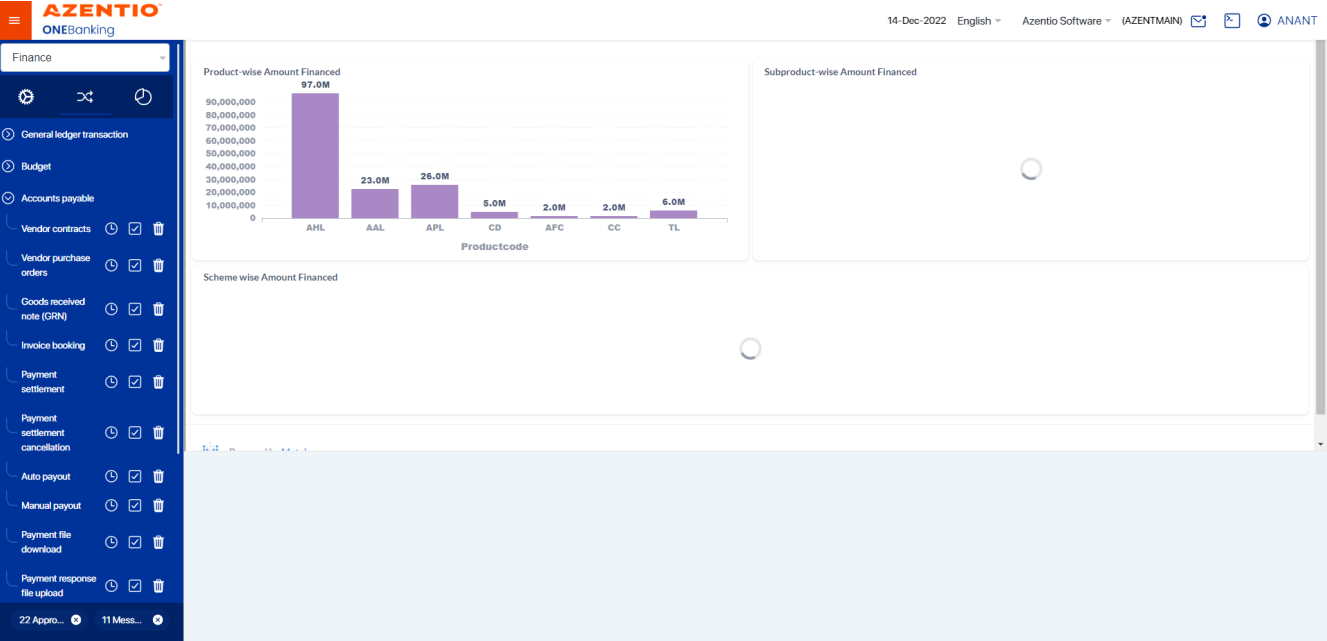 AZENTIO
ONEBanking
14-Dec-2022 English Azentio Software (AZENTMAIN) ANANT
Finance
General ledger transaction
Budget
Accounts payable
Vendor contracts
Vendor purchase
orders
Goods received
note (GRN)
Invoice booking
Payment
settlement
Payment
settlement
cancellation
Auto payout
Manual payout
Payment file
download
Payment response
file upload
22 Appro... 11 Mess...
Product-wise Amount Financed
97.0M
90,000,000
80,000,000
70,000,000
60,000,000
50,000,000
40,000,000
30,000,000
20,000,000
10,000,000
0
23.0M
26.0M
5.0M
2.0M
2.0M
6.0M
AHL AAL APL CD AFC CC TL
Productcode
Subproduct-wise Amount Financed
Scheme wise Amount Financed